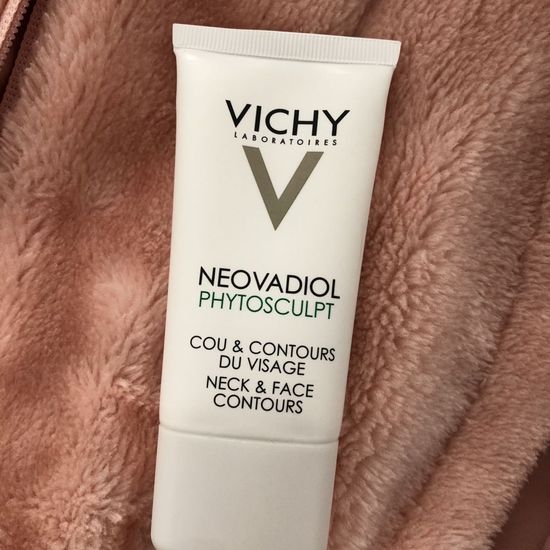 VICHY
LABORATOIRES
NEOVADIOL
PHYTOSCULPT
COU & CONTOURS
DU VISAGE
NECK & FACE
CONTOURS